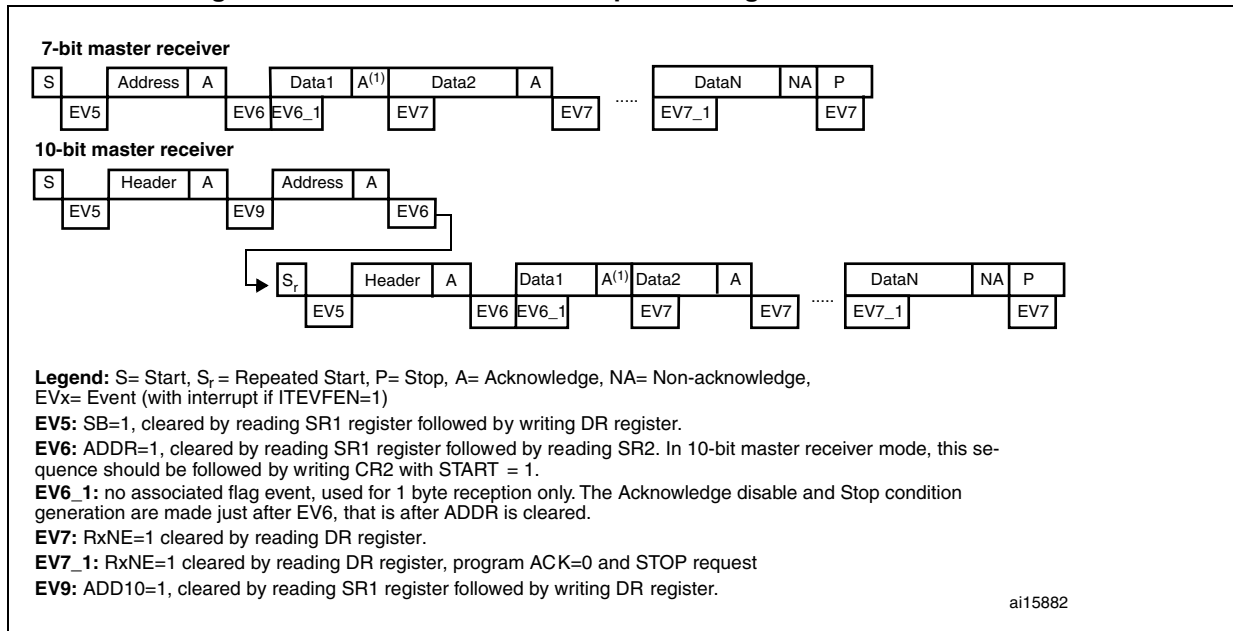 7-bit master receiver
S Address A Data1 A(1) Data2 A ..... DataN NA P
EV5 EV6 EV6_1 EV7 EV7 EV7_1 EV7
10-bit master receiver
S Header A Address A
EV5 EV9 EV6
Sr Header A Data1 A(1) Data2 A ..... DataN NA P
EV5 EV6 EV6_1 EV7 EV7 EV7_1 EV7
Legend: S= Start, Sr = Repeated Start, P= Stop, A= Acknowledge, NA= Non-acknowledge,
EVx= Event (with interrupt if ITEVFEN=1)
EV5: SB=1, cleared by reading SR1 register followed by writing DR register.
EV6: ADDR=1, cleared by reading SR1 register followed by reading SR2. In 10-bit master receiver mode, this se-
quence should be followed by writing CR2 with START = 1.
EV6_1: no associated flag event, used for 1 byte reception only. The Acknowledge disable and Stop condition
generation are made just after EV6, that is after ADDR is cleared.
EV7: RxNE=1 cleared by reading DR register.
EV7_1: RxNE=1 cleared by reading DR register, program ACK=0 and STOP request
EV9: ADD10=1, cleared by reading SR1 register followed by writing DR register.
ai15882